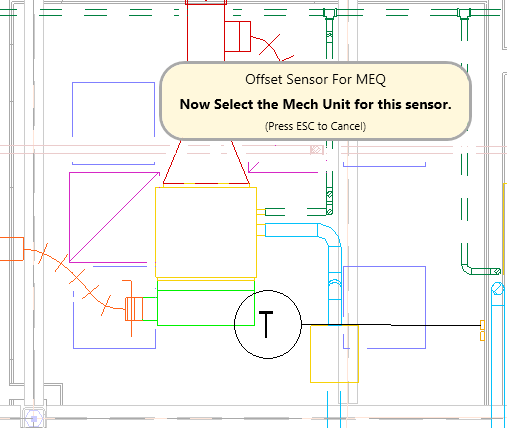 Offset Sensor For MEQ
Now Select the Mech Unit for this sensor.
(Press ESC to Cancel)
T